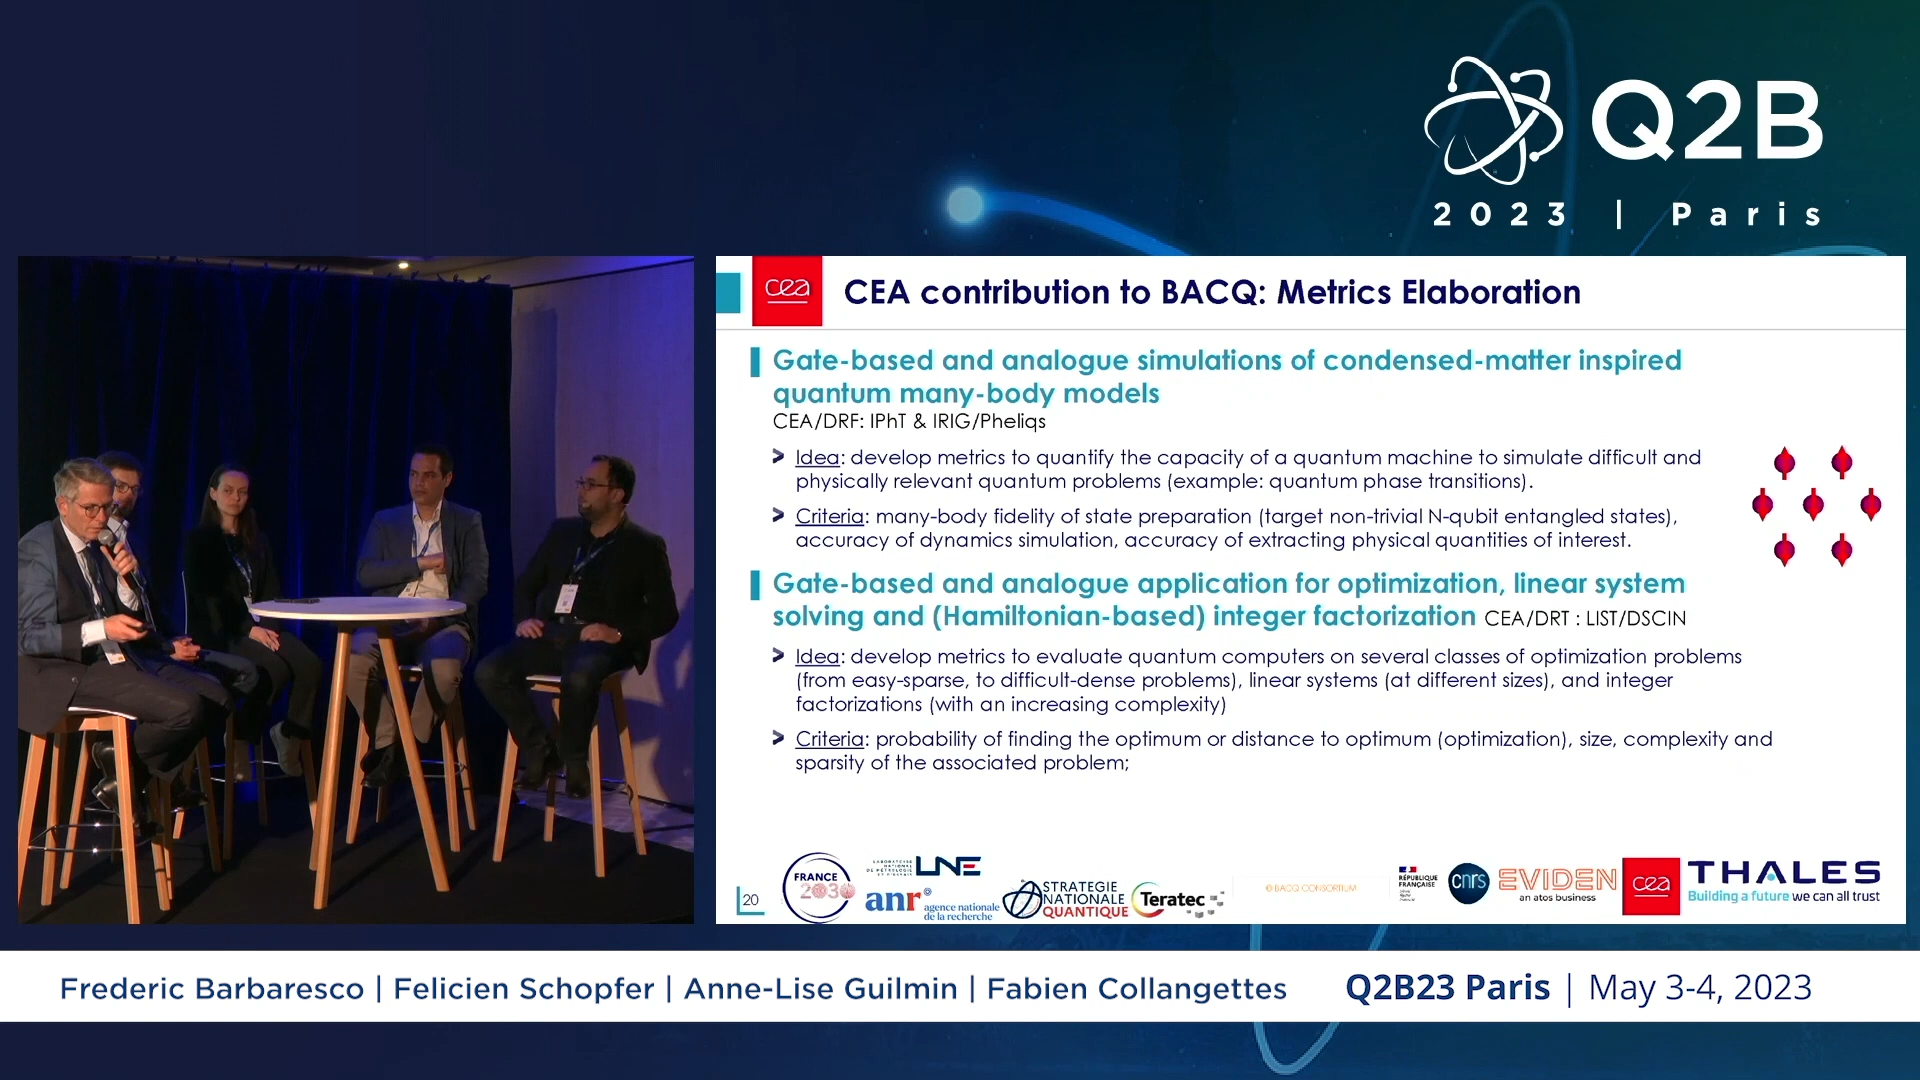 Q2B
2023 | Paris
cea
CEA contribution to BACQ: Metrics Elaboration
Gate-based and analogue simulations of condensed-matter inspired
quantum many-body models
CEA/DRF: IPhT & IRIG/Pheliqs
> Idea: develop metrics to quantify the capacity of a quantum machine to simulate difficult and
physically relevant quantum problems (example: quantum phase transitions).
> Criteria: many-body fidelity of state preparation (target non-trivial N-qubit entangled states),
accuracy of dynamics simulation, accuracy of extracting physical quantities of interest.
Gate-based and analogue application for optimization, linear system
solving and (Hamiltonian-based) integer factorization CEA/DRT : LIST/DSCIN
> Idea: develop metrics to evaluate quantum computers on several classes of optimization problems
(from easy-sparse, to difficult-dense problems), linear systems (at different sizes), and integer
factorizations (with an increasing complexity)
> Criteria: probability of finding the optimum or distance to optimum (optimization), size, complexity and
sparsity of the associated problem;
20
FRANCE
2030
LNE
anr
agence nationale
de la recherche
STRATEGIE
NATIONALE
QUANTIQUE
Teratec
© BACQ CONSORTIUM
RÉPUBLIQUE
FRANÇAISE
cnrs
EVIDEN
an atos business
cea
THALES
Building a future we can all trust
Frederic Barbaresco | Felicien Schopfer | Anne-Lise Guilmin | Fabien Collangettes
Q2B23 Paris | May 3-4, 2023